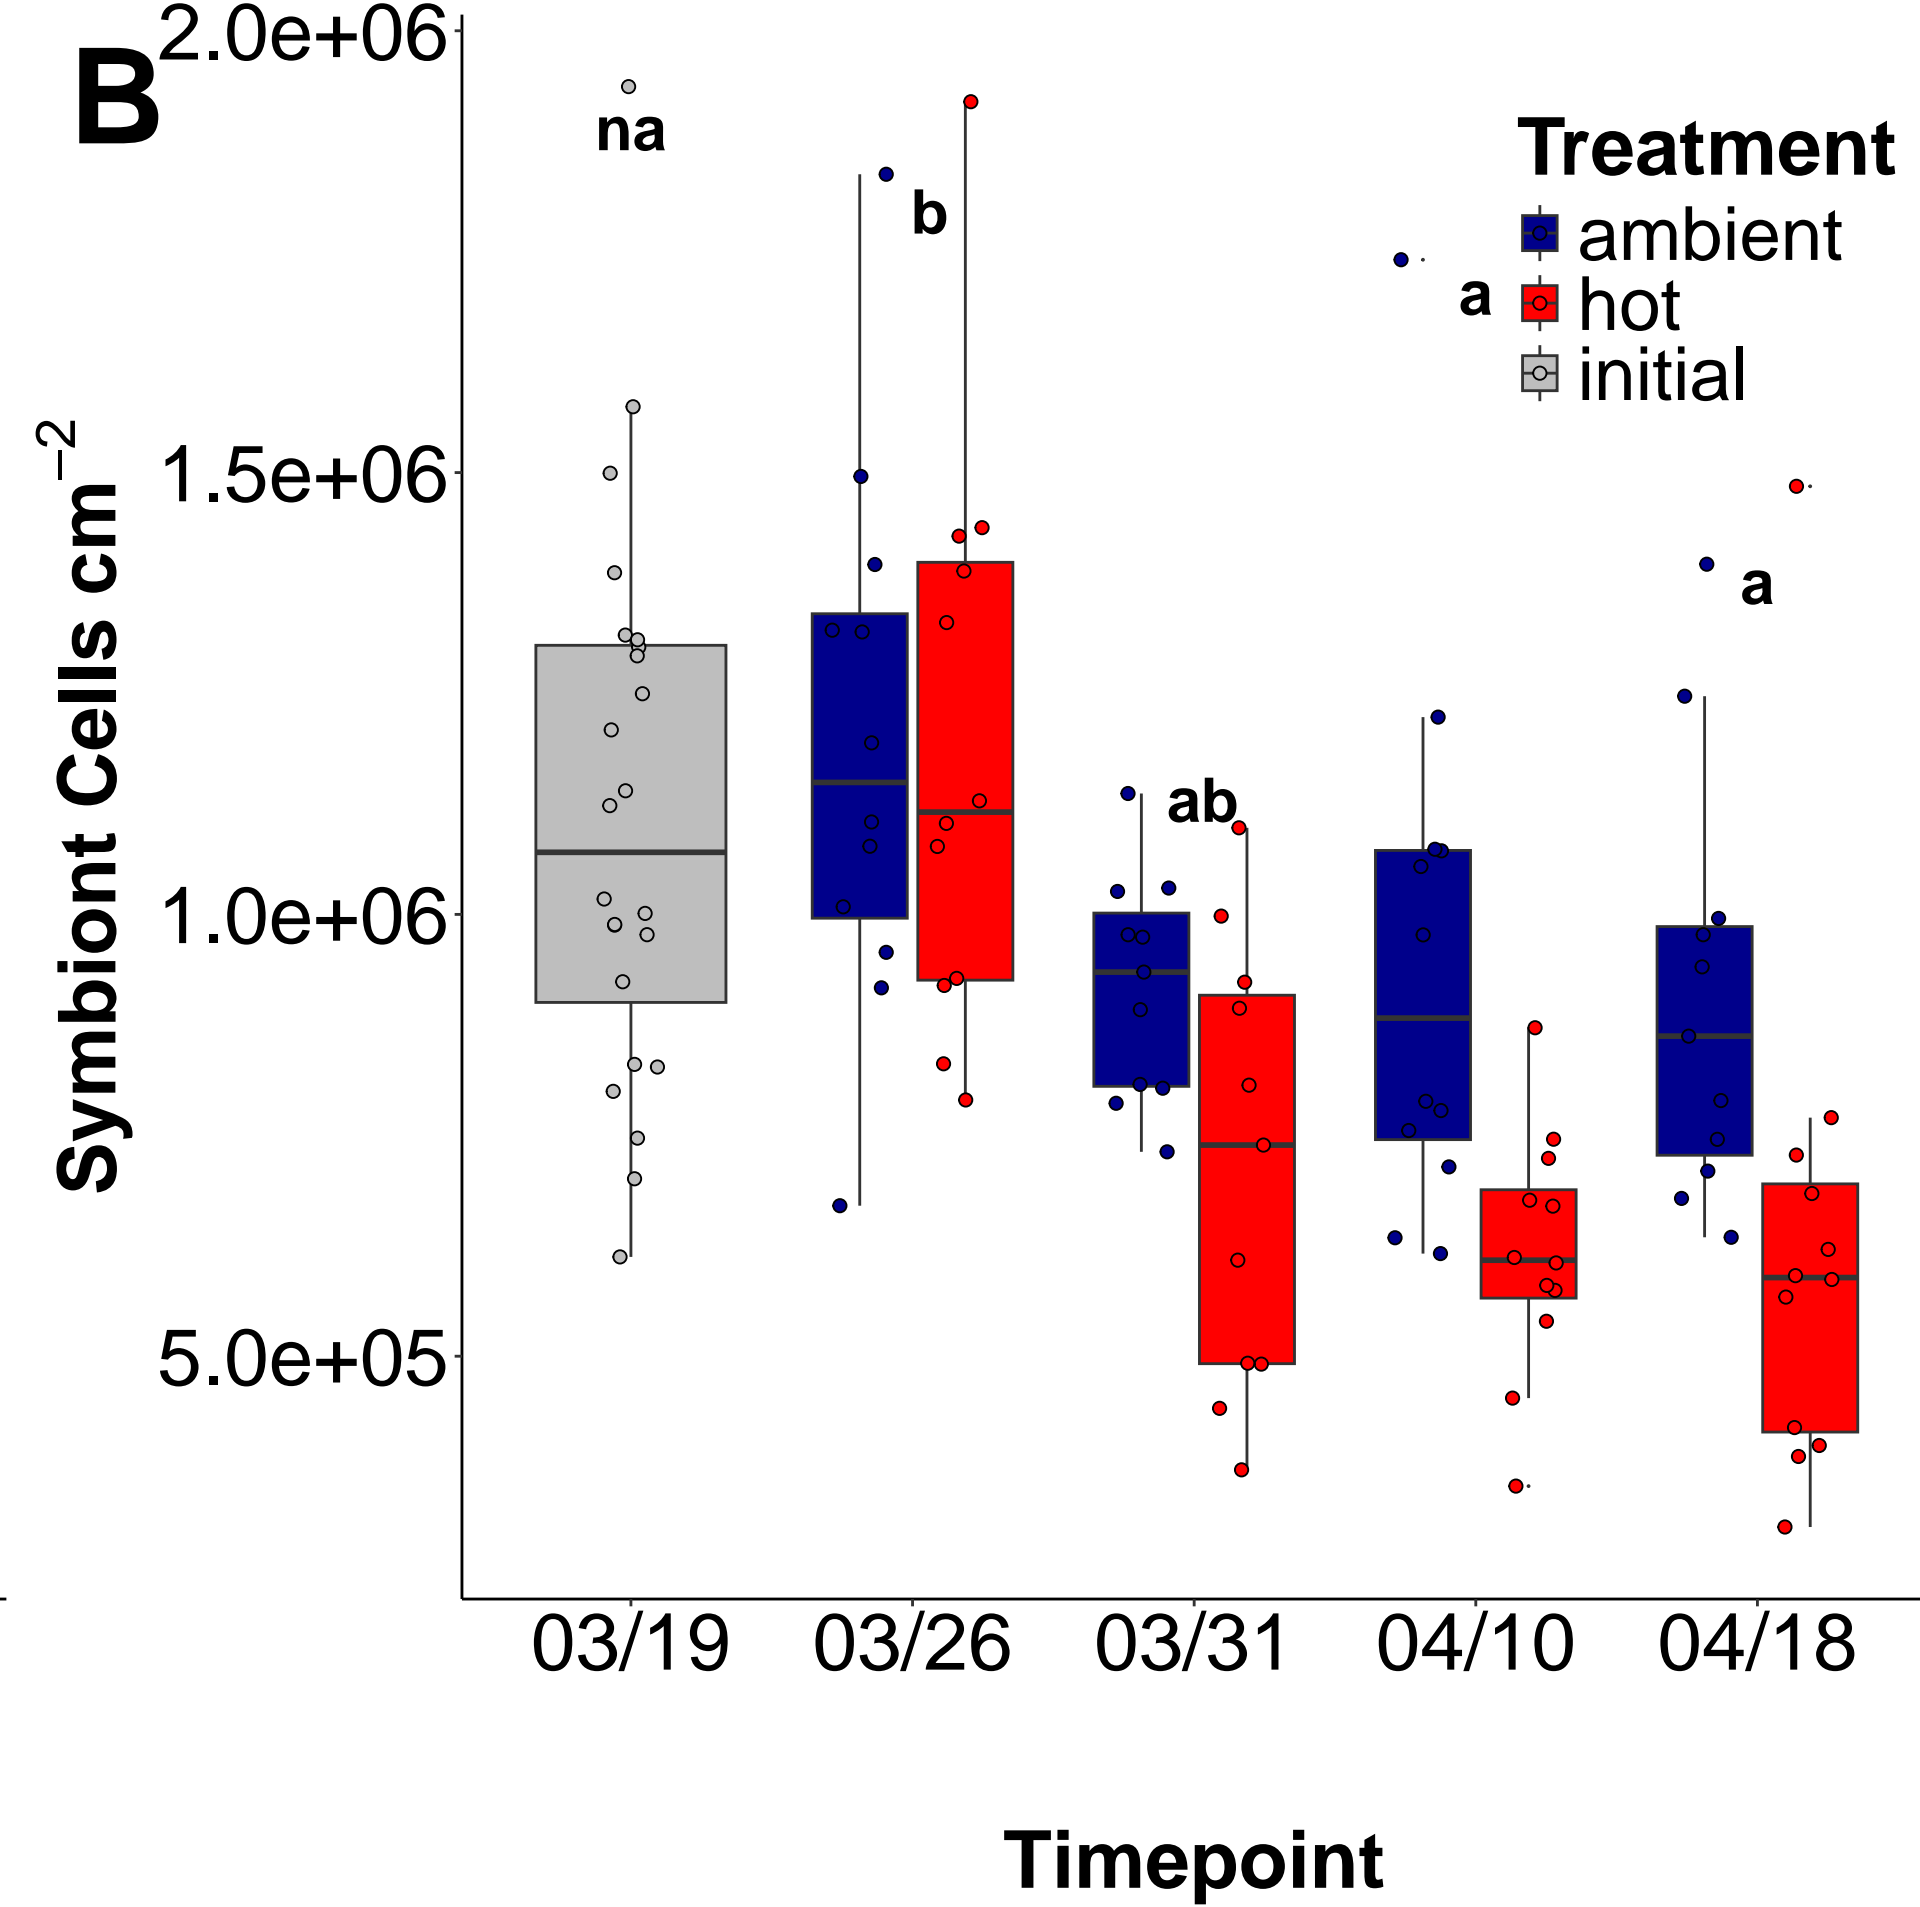 B
2.0e+06
1.5e+06
1.0e+06
5.0e+05
Symbiont Cells cm−2
na
b
ab
a
a
Treatment
ambient
hot
initial
03/19
03/26
03/31
04/10
04/18
Timepoint